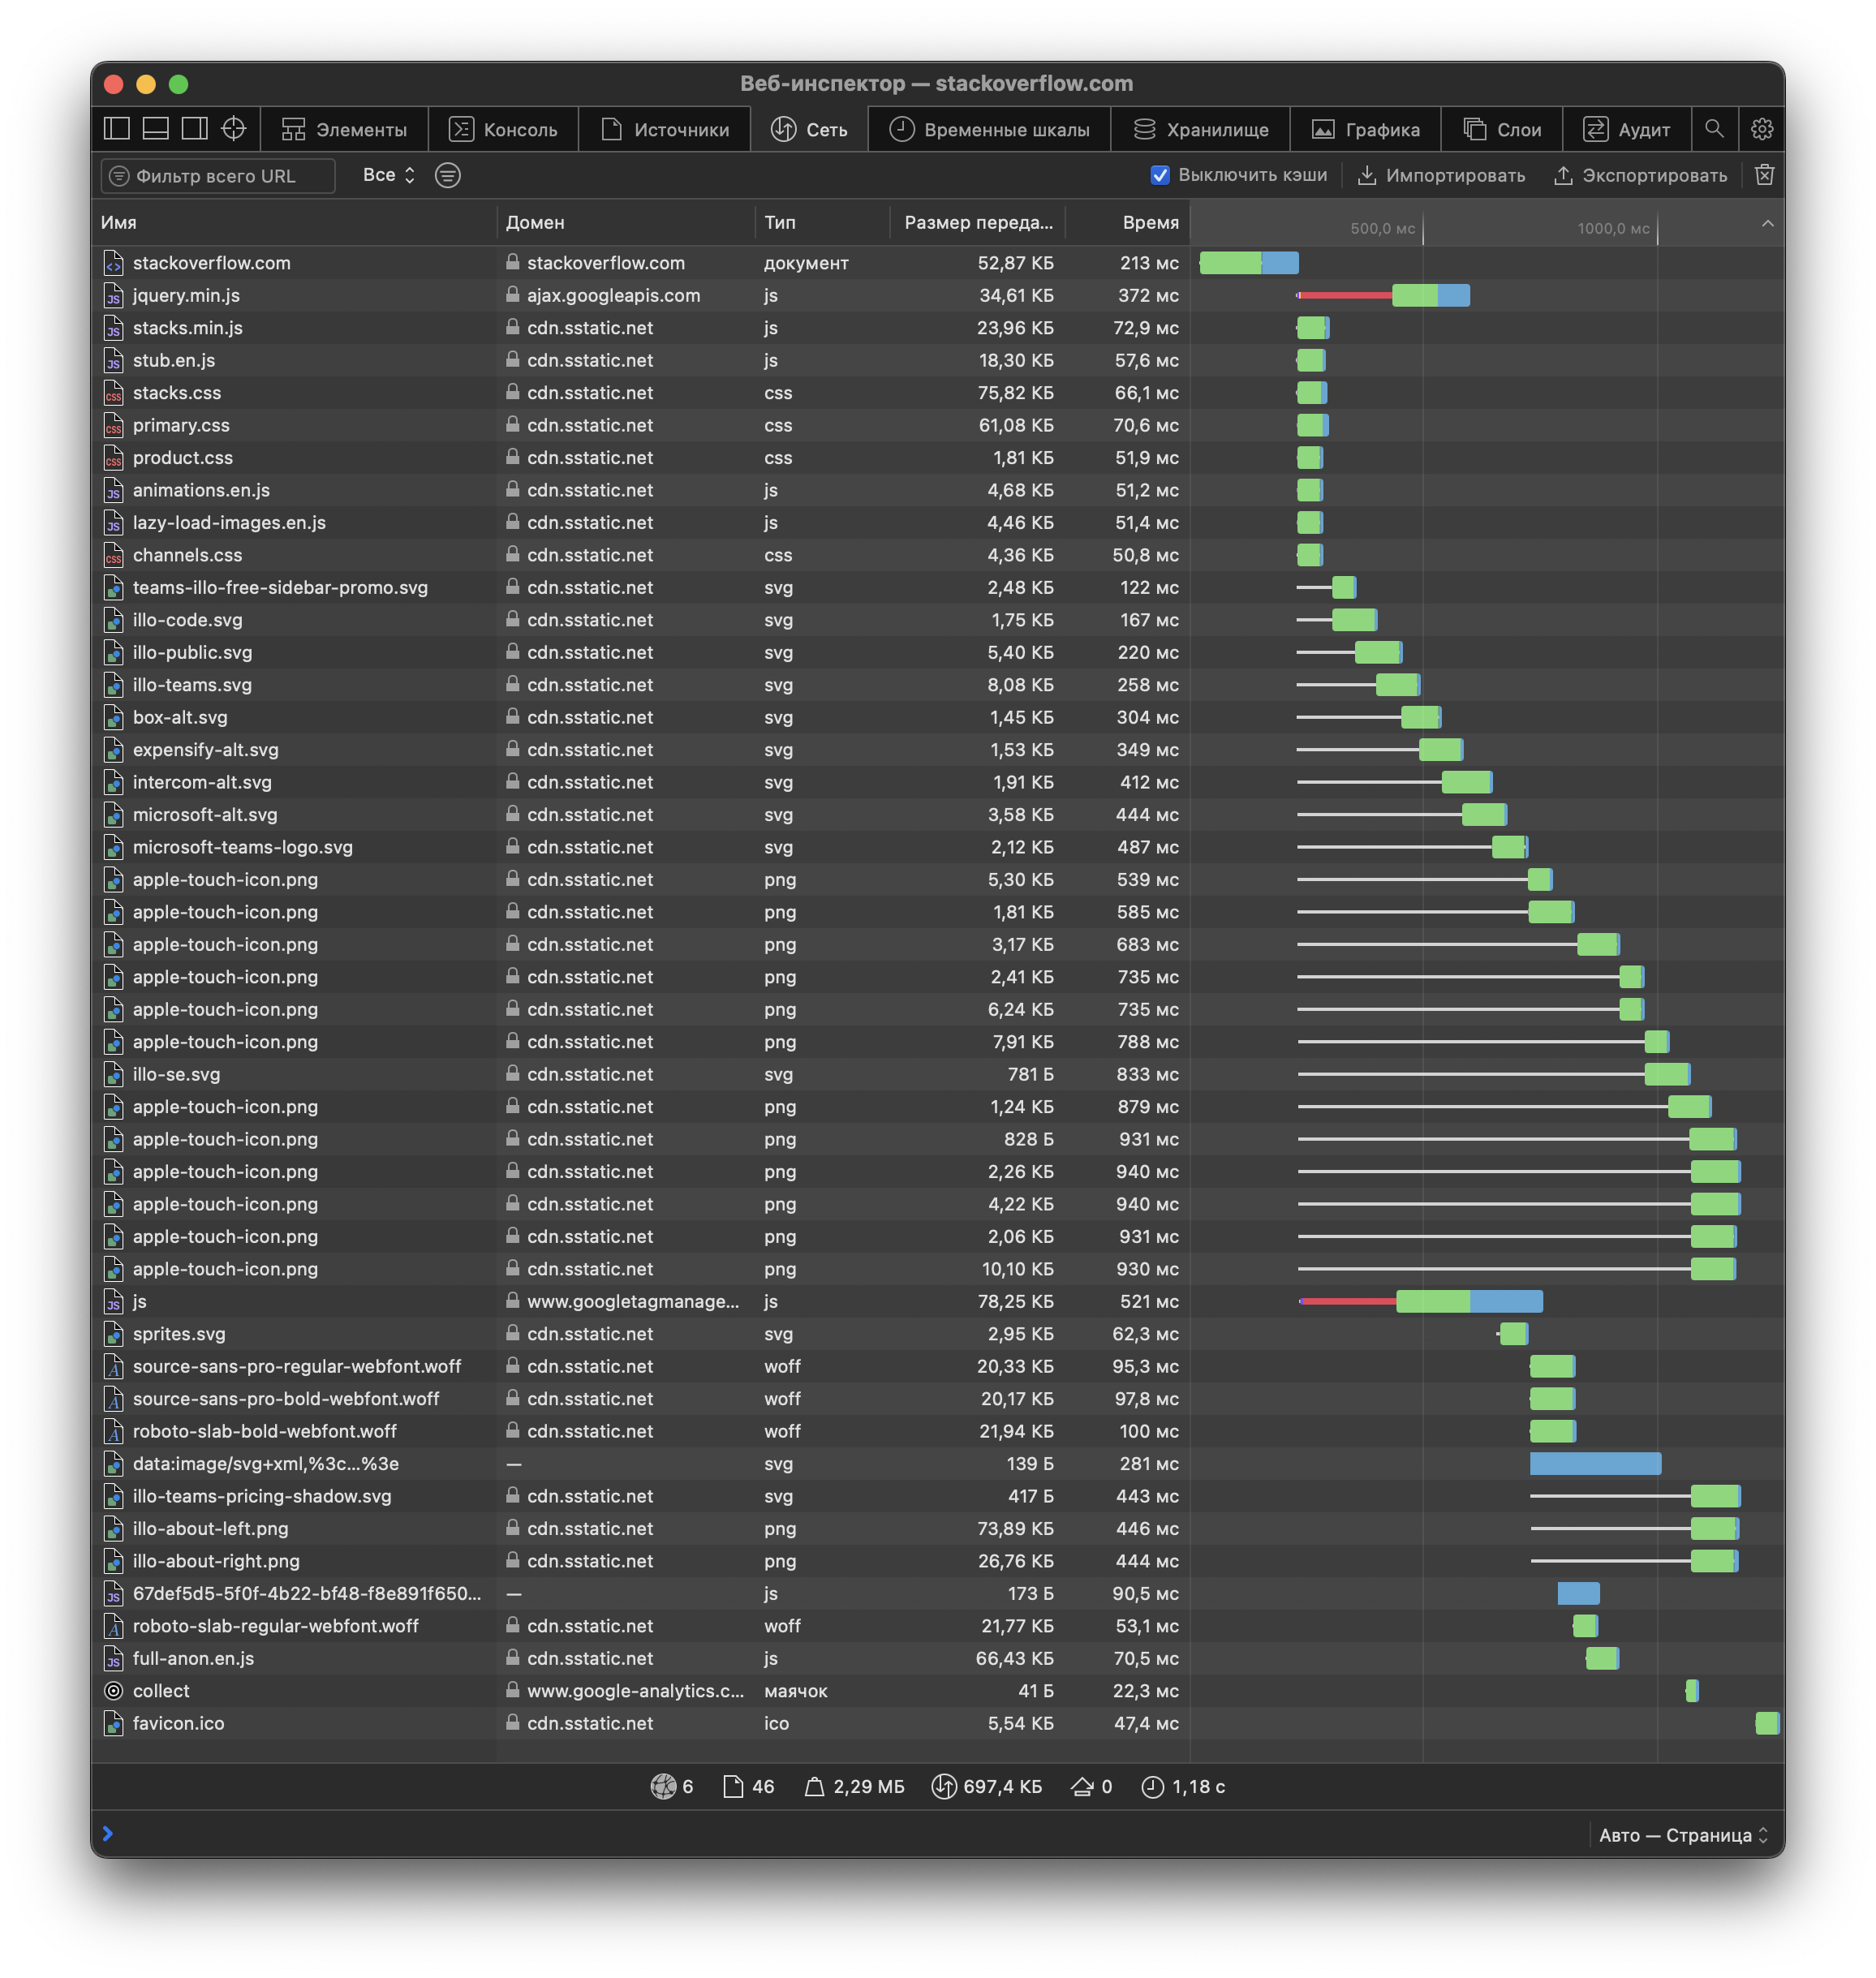 Веб-инспектор — stackoverflow.com
Элементы Консоль Источники Сеть Временные шкалы Хранилище Графика Слои Аудит
Фильтр всего URL Все Выключить кэши Импортировать Экспортировать
Имя Домен Тип Размер переда... Время 500,0 мс 1000,0 мс
stackoverflow.com stackoverflow.com документ 52,87 КБ 213 мс
jquery.min.js ajax.googleapis.com js 34,61 КБ 372 мс
stacks.min.js cdn.sstatic.net js 23,96 КБ 72,9 мс
stub.en.js cdn.sstatic.net js 18,30 КБ 57,6 мс
stacks.css cdn.sstatic.net css 75,82 КБ 66,1 мс
primary.css cdn.sstatic.net css 61,08 КБ 70,6 мс
product.css cdn.sstatic.net css 1,81 КБ 51,9 мс
animations.en.js cdn.sstatic.net js 4,68 КБ 51,2 мс
lazy-load-images.en.js cdn.sstatic.net js 4,46 КБ 51,4 мс
channels.css cdn.sstatic.net css 4,36 КБ 50,8 мс
teams-illo-free-sidebar-promo.svg cdn.sstatic.net svg 2,48 КБ 122 мс
illo-code.svg cdn.sstatic.net svg 1,75 КБ 167 мс
illo-public.svg cdn.sstatic.net svg 5,40 КБ 220 мс
illo-teams.svg cdn.sstatic.net svg 8,08 КБ 258 мс
box-alt.svg cdn.sstatic.net svg 1,45 КБ 304 мс
expensify-alt.svg cdn.sstatic.net svg 1,53 КБ 349 мс
intercom-alt.svg cdn.sstatic.net svg 1,91 КБ 412 мс
microsoft-alt.svg cdn.sstatic.net svg 3,58 КБ 444 мс
microsoft-teams-logo.svg cdn.sstatic.net svg 2,12 КБ 487 мс
apple-touch-icon.png cdn.sstatic.net png 5,30 КБ 539 мс
apple-touch-icon.png cdn.sstatic.net png 1,81 КБ 585 мс
apple-touch-icon.png cdn.sstatic.net png 3,17 КБ 683 мс
apple-touch-icon.png cdn.sstatic.net png 2,41 КБ 735 мс
apple-touch-icon.png cdn.sstatic.net png 6,24 КБ 735 мс
apple-touch-icon.png cdn.sstatic.net png 7,91 КБ 788 мс
illo-se.svg cdn.sstatic.net svg 781 Б 833 мс
apple-touch-icon.png cdn.sstatic.net png 1,24 КБ 879 мс
apple-touch-icon.png cdn.sstatic.net png 828 Б 931 мс
apple-touch-icon.png cdn.sstatic.net png 2,26 КБ 940 мс
apple-touch-icon.png cdn.sstatic.net png 4,22 КБ 940 мс
apple-touch-icon.png cdn.sstatic.net png 2,06 КБ 931 мс
apple-touch-icon.png cdn.sstatic.net png 10,10 КБ 930 мс
js www.googletagmanage... js 78,25 КБ 521 мс
sprites.svg cdn.sstatic.net svg 2,95 КБ 62,3 мс
source-sans-pro-regular-webfont.woff cdn.sstatic.net woff 20,33 КБ 95,3 мс
source-sans-pro-bold-webfont.woff cdn.sstatic.net woff 20,17 КБ 97,8 мс
roboto-slab-bold-webfont.woff cdn.sstatic.net woff 21,94 КБ 100 мс
data:image/svg+xml,%3c...%3e — svg 139 Б 281 мс
illo-teams-pricing-shadow.svg cdn.sstatic.net svg 417 Б 443 мс
illo-about-left.png cdn.sstatic.net png 73,89 КБ 446 мс
illo-about-right.png cdn.sstatic.net png 26,76 КБ 444 мс
67def5d5-5f0f-4b22-bf48-f8e891f650... — js 173 Б 90,5 мс
roboto-slab-regular-webfont.woff cdn.sstatic.net woff 21,77 КБ 53,1 мс
full-anon.en.js cdn.sstatic.net js 66,43 КБ 70,5 мс
collect www.google-analytics.c... маячок 41 Б 22,3 мс
favicon.ico cdn.sstatic.net ico 5,54 КБ 47,4 мс
6 46 2,29 МБ 697,4 КБ 0 1,18 с
Авто — Страница